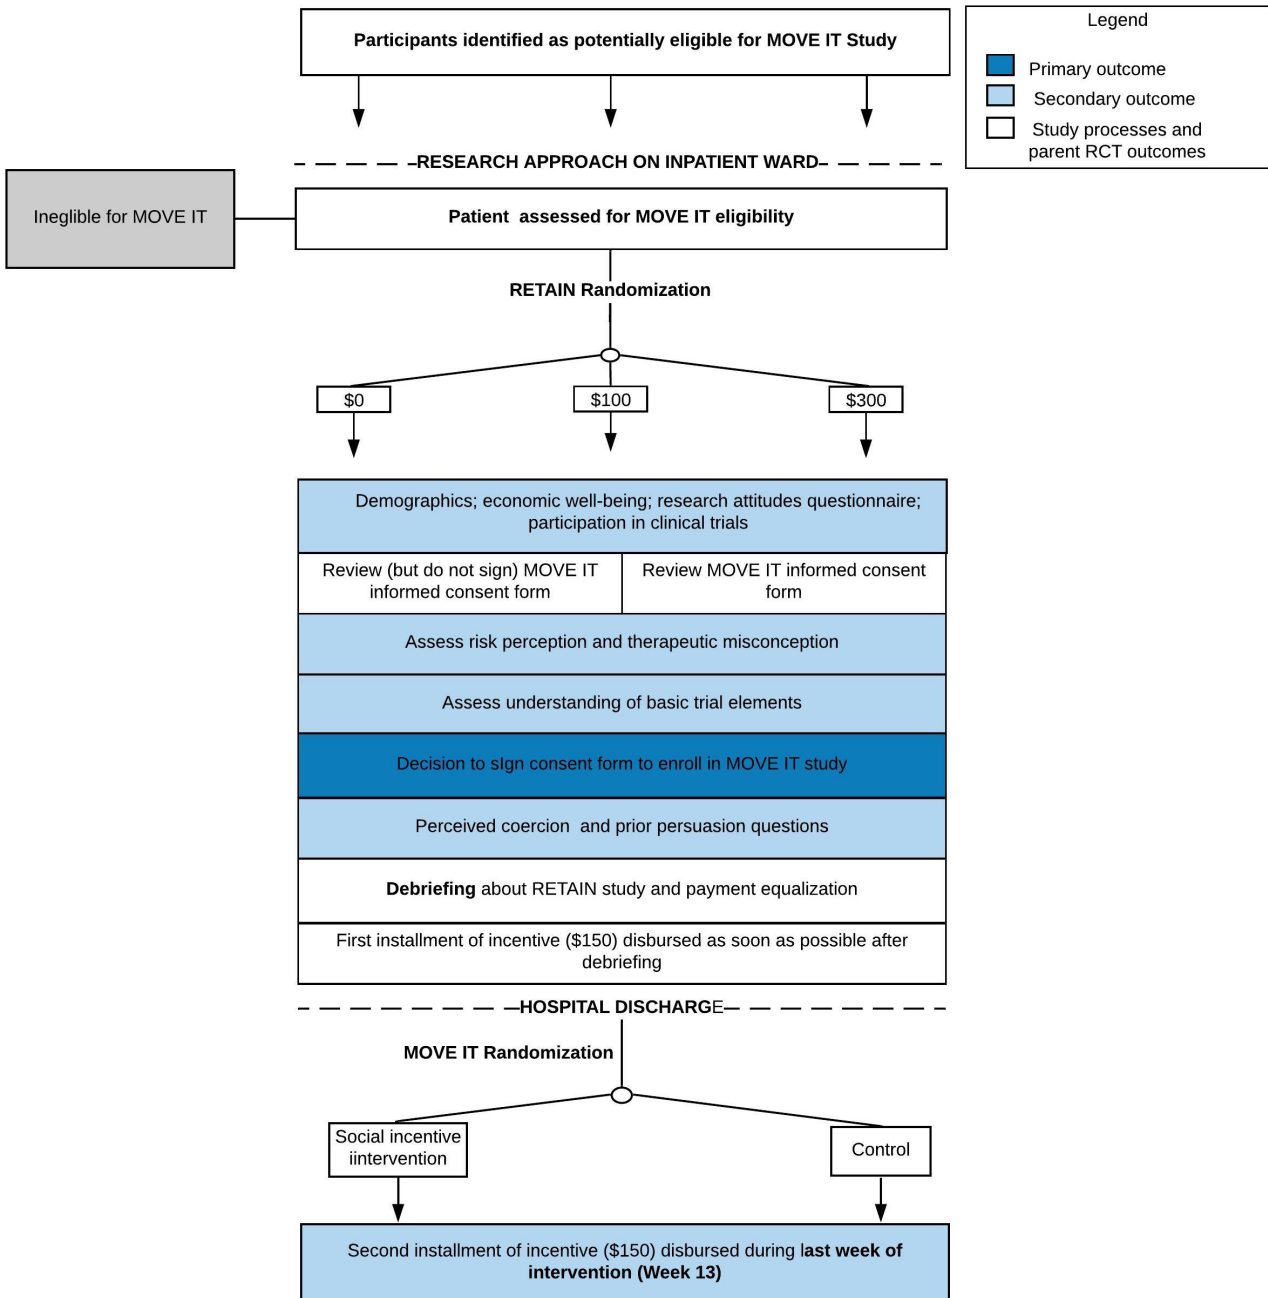 Participants identified as potentially eligible for MOVE IT Study
Legend
Primary outcome
Secondary outcome
Study processes and
parent RCT outcomes
RESEARCH APPROACH ON INPATIENT WARD
Ineglible for MOVE IT
Patient assessed for MOVE IT eligibility
RETAIN Randomization
$0
$100
$300
Demographics; economic well-being; research attitudes questionnaire;
participation in clinical trials
Review (but do not sign) MOVE IT
informed consent form
Review MOVE IT informed consent
form
Assess risk perception and therapeutic misconception
Assess understanding of basic trial elements
Decision to sIgn consent form to enroll in MOVE IT study
Perceived coercion and prior persuasion questions
Debriefing about RETAIN study and payment equalization
First installment of incentive ($150) disbursed as soon as possible after
debriefing
HOSPITAL DISCHARGE
MOVE IT Randomization
Social incentive
iintervention
Control
Second installment of incentive ($150) disbursed during last week of
intervention (Week 13)